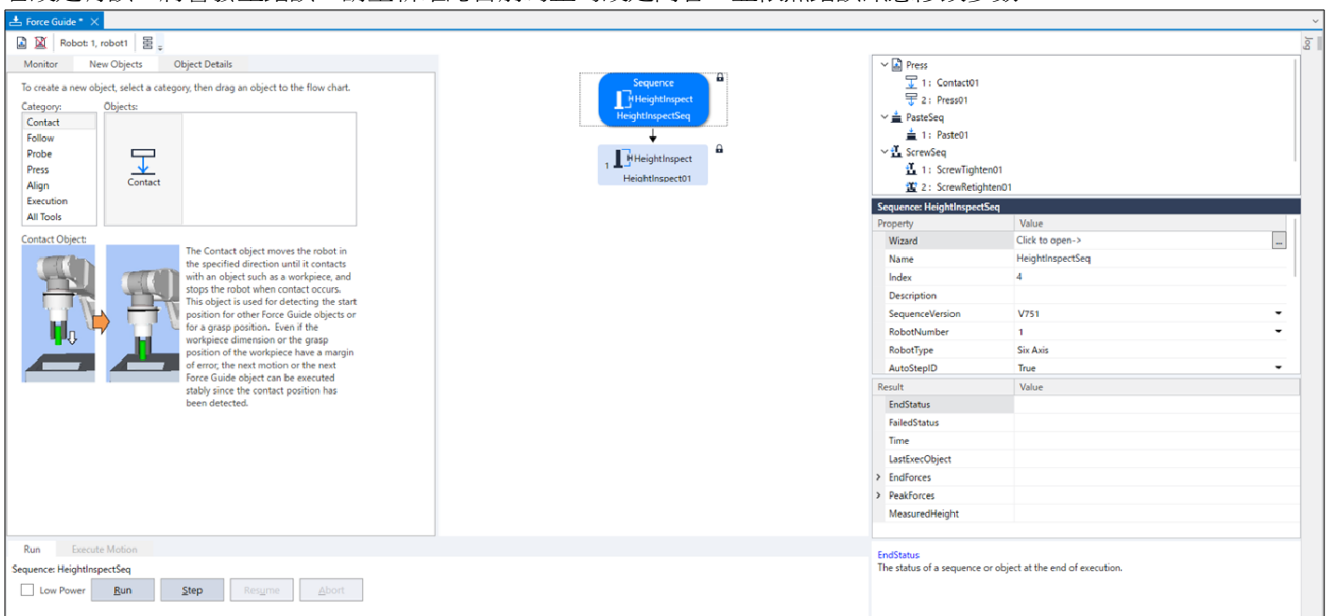 Force Guide *
Robot: 1, robot1
Jog
Monitor New Objects Object Details
To create a new object, select a category, then drag an object to the flow chart.
Category: Objects:
Contact
Follow
Probe
Press
Align
Execution
All Tools
Contact
Contact Object:
The Contact object moves the robot in
the specified direction until it contacts
with an object such as a workpiece, and
stops the robot when contact occurs.
This object is used for detecting the start
position for other Force Guide objects or
for a grasp position. Even if the
workpiece dimension or the grasp
position of the workpiece have a margin
of error, the next motion or the next
Force Guide object can be executed
stably since the contact position has
been detected.
Sequence
HeightInspect
HeightInspectSeq
1 HeightInspect
HeightInspect01
Press
1 : Contact01
2 : Press01
PasteSeq
1 : Paste01
ScrewSeq
1 : ScrewTighten01
2 : ScrewRetighten01
Sequence: HeightInspectSeq
Property Value
Wizard Click to open-> ...
Name HeightInspectSeq
Index 4
Description
SequenceVersion V751
RobotNumber 1
RobotType Six Axis
AutoStepID True
Result Value
EndStatus
FailedStatus
Time
LastExecObject
EndForces
PeakForces
MeasuredHeight
EndStatus
The status of a sequence or object at the end of execution.
Run Execute Motion
Sequence: HeightInspectSeq
Low Power Run Step Resume Abort